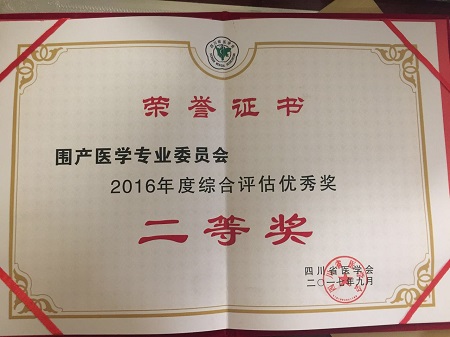 荣誉证书
围产医学专业委员会
2016年度综合评估优秀奖
二等奖
四川省医学会
二〇一七年九月